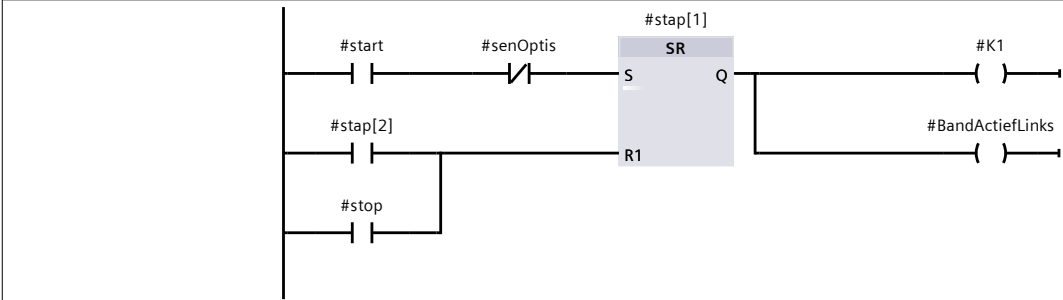 #stap[1]
#start
#senOptis
SR
#K1
S
Q
#stap[2]
#BandActiefLinks
R1
#stop